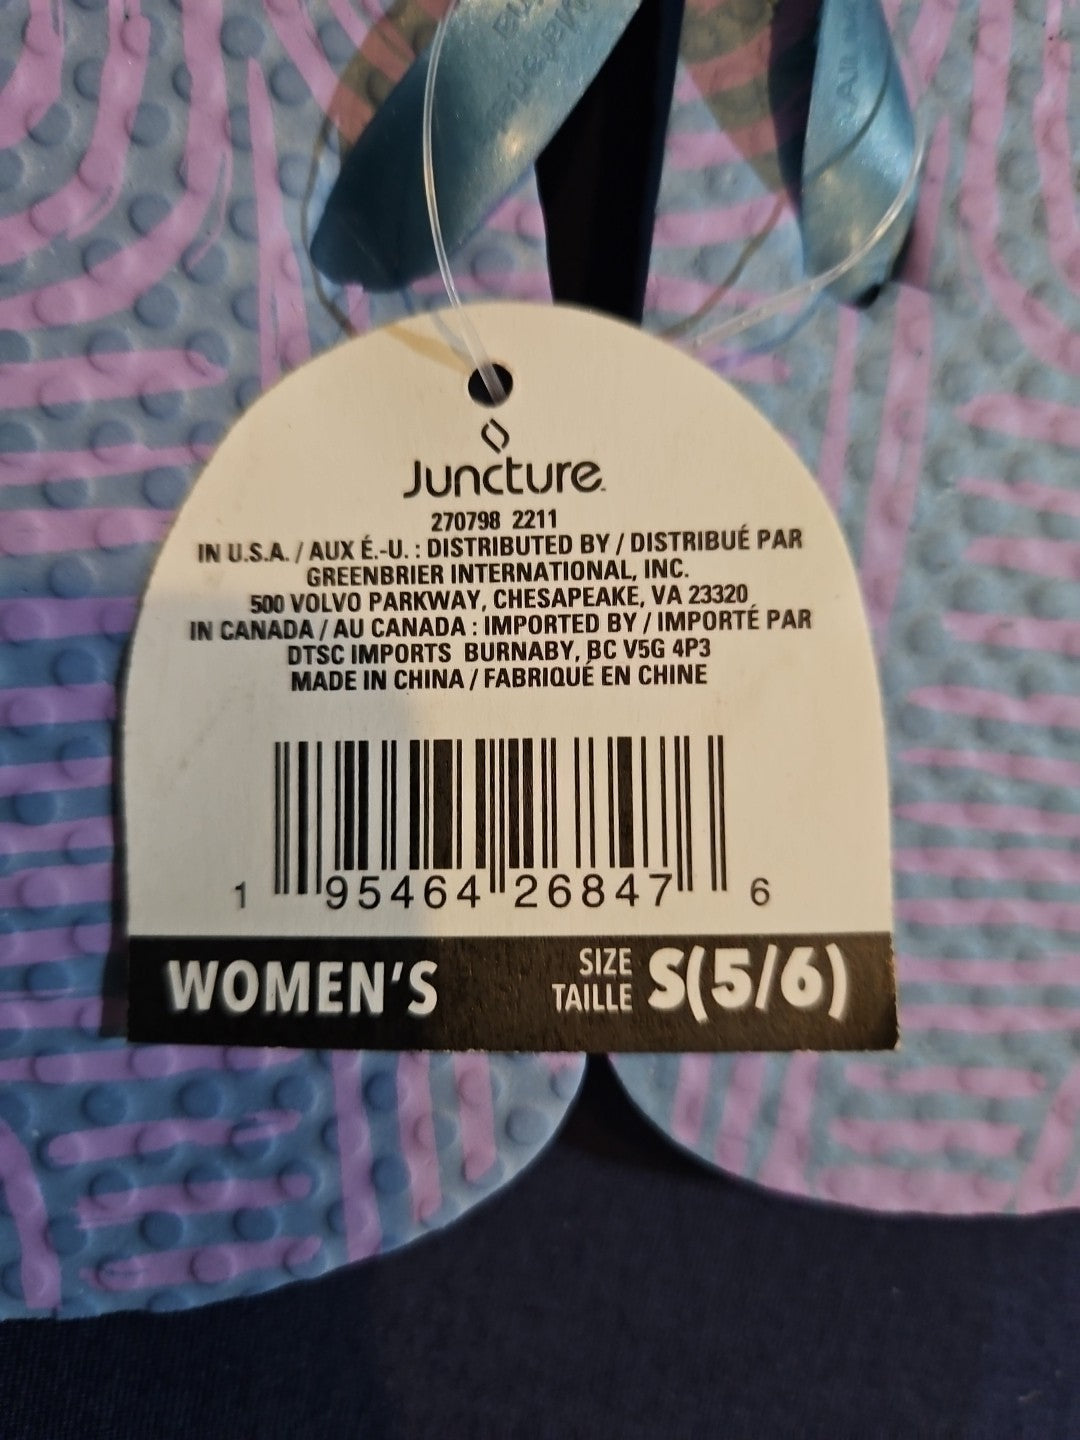 Juncture
270798 2211
IN U.S.A. / AUX É.-U. : DISTRIBUTED BY / DISTRIBUÉ PAR
GREENBRIER INTERNATIONAL, INC.
500 VOLVO PARKWAY, CHESAPEAKE, VA 23320
IN CANADA / AU CANADA : IMPORTED BY / IMPORTÉ PAR
DTSC IMPORTS BURNABY, BC V5G 4P3
MADE IN CHINA / FABRIQUÉ EN CHINE
1 95464 26847 6
WOMEN'S
SIZE
TAILLE
S(5/6)